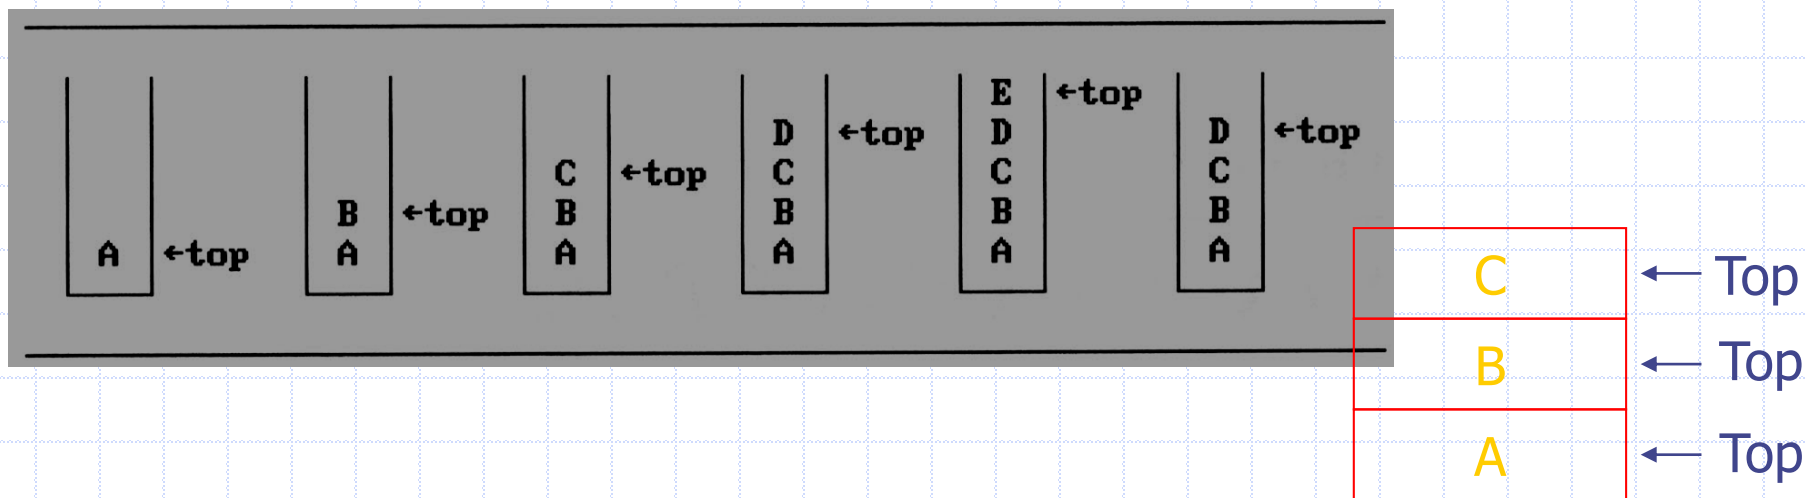 E ←top
D ←top D D ←top
C ←top C C C
B ←top B B B B
A ←top A A A A A
C ← Top
B ← Top
A ← Top